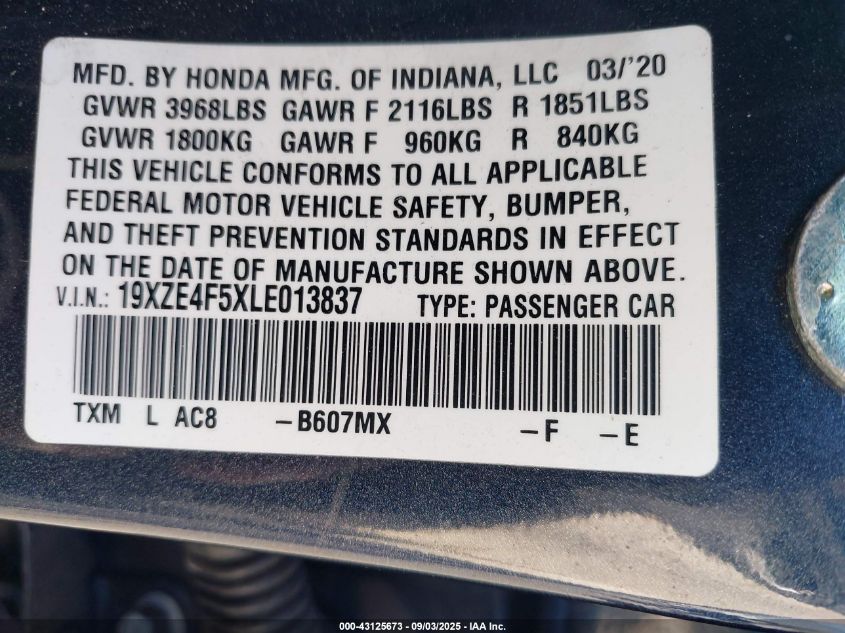 MFD. BY HONDA MFG. OF INDIANA, LLC 03/'20
GVWR 3968LBS GAWR F 2116LBS R 1851LBS
GVWR 1800KG GAWR F 960KG R 840KG
THIS VEHICLE CONFORMS TO ALL APPLICABLE
FEDERAL MOTOR VEHICLE SAFETY, BUMPER,
AND THEFT PREVENTION STANDARDS IN EFFECT
ON THE DATE OF MANUFACTURE SHOWN ABOVE.
V.I.N.: 19XZE4F5XLE013837 TYPE: PASSENGER CAR
TXM L AC8 -B607MX -F -E
000-43125673 - 09/03/2025 - IAA Inc.